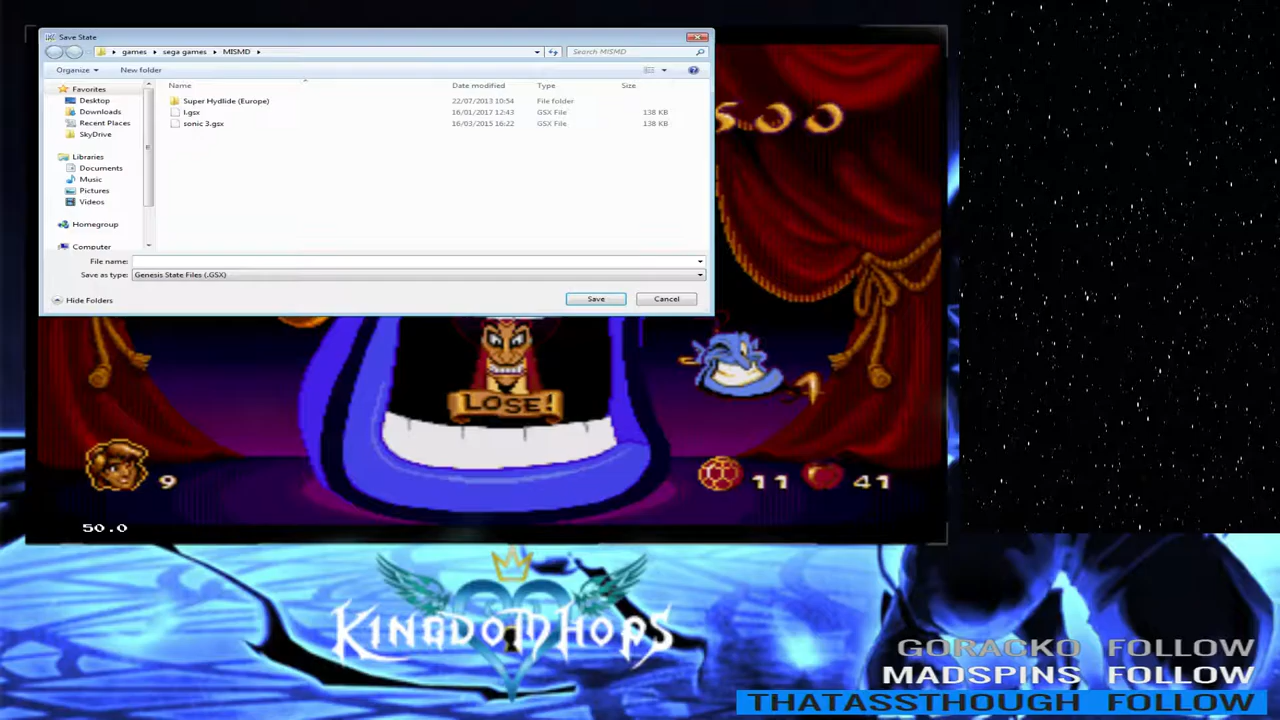 Save State
games ▸ sega games ▸ MISMD ▸
Search MISMD
Organize New folder
Name Date modified Type Size
Super Hydlide (Europe) 22/07/2013 10:54 File folder
l.gsx 16/01/2017 12:43 GSX File 138 KB
sonic 3.gsx 16/03/2015 16:22 GSX File 138 KB
Favorites
Desktop
Downloads
Recent Places
SkyDrive
Libraries
Documents
Music
Pictures
Videos
Homegroup
Computer
File name:
Save as type: Genesis State Files (.GSX)
Hide Folders Save Cancel
LOSE!
1
9 11 41
50.0
KINGDOM HOPS
GORACKO FOLLOW
MADSPINS FOLLOW
THATASSTHOUGH FOLLOW